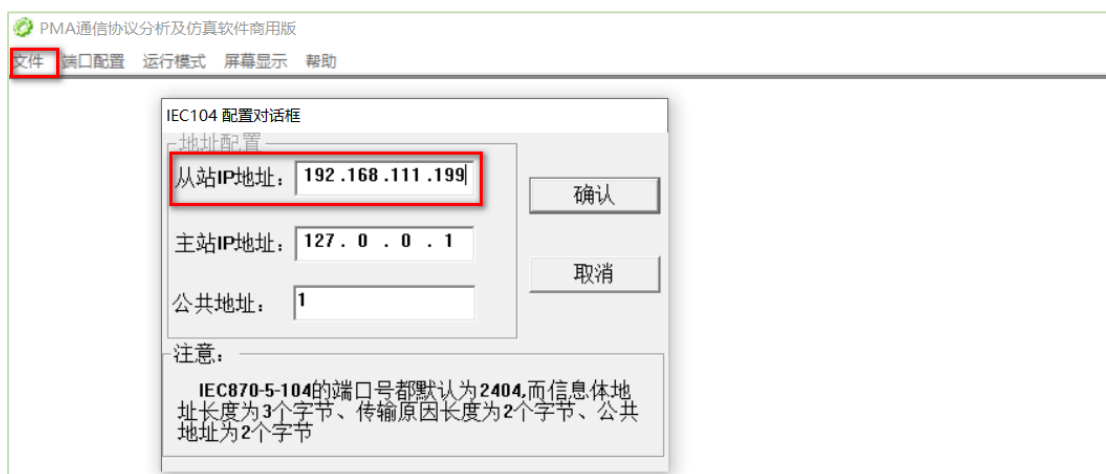 PMA通信协议分析及仿真软件商用版
文件 端口配置 运行模式 屏幕显示 帮助
IEC104 配置对话框
地址配置
从站IP地址： 192 .168 .111 .199
确认
主站IP地址： 127 . 0 . 0 . 1
取消
公共地址： 1
注意：
IEC870-5-104的端口号都默认为2404,而信息体地
址长度为3个字节、传输原因长度为2个字节、公共
地址为2个字节